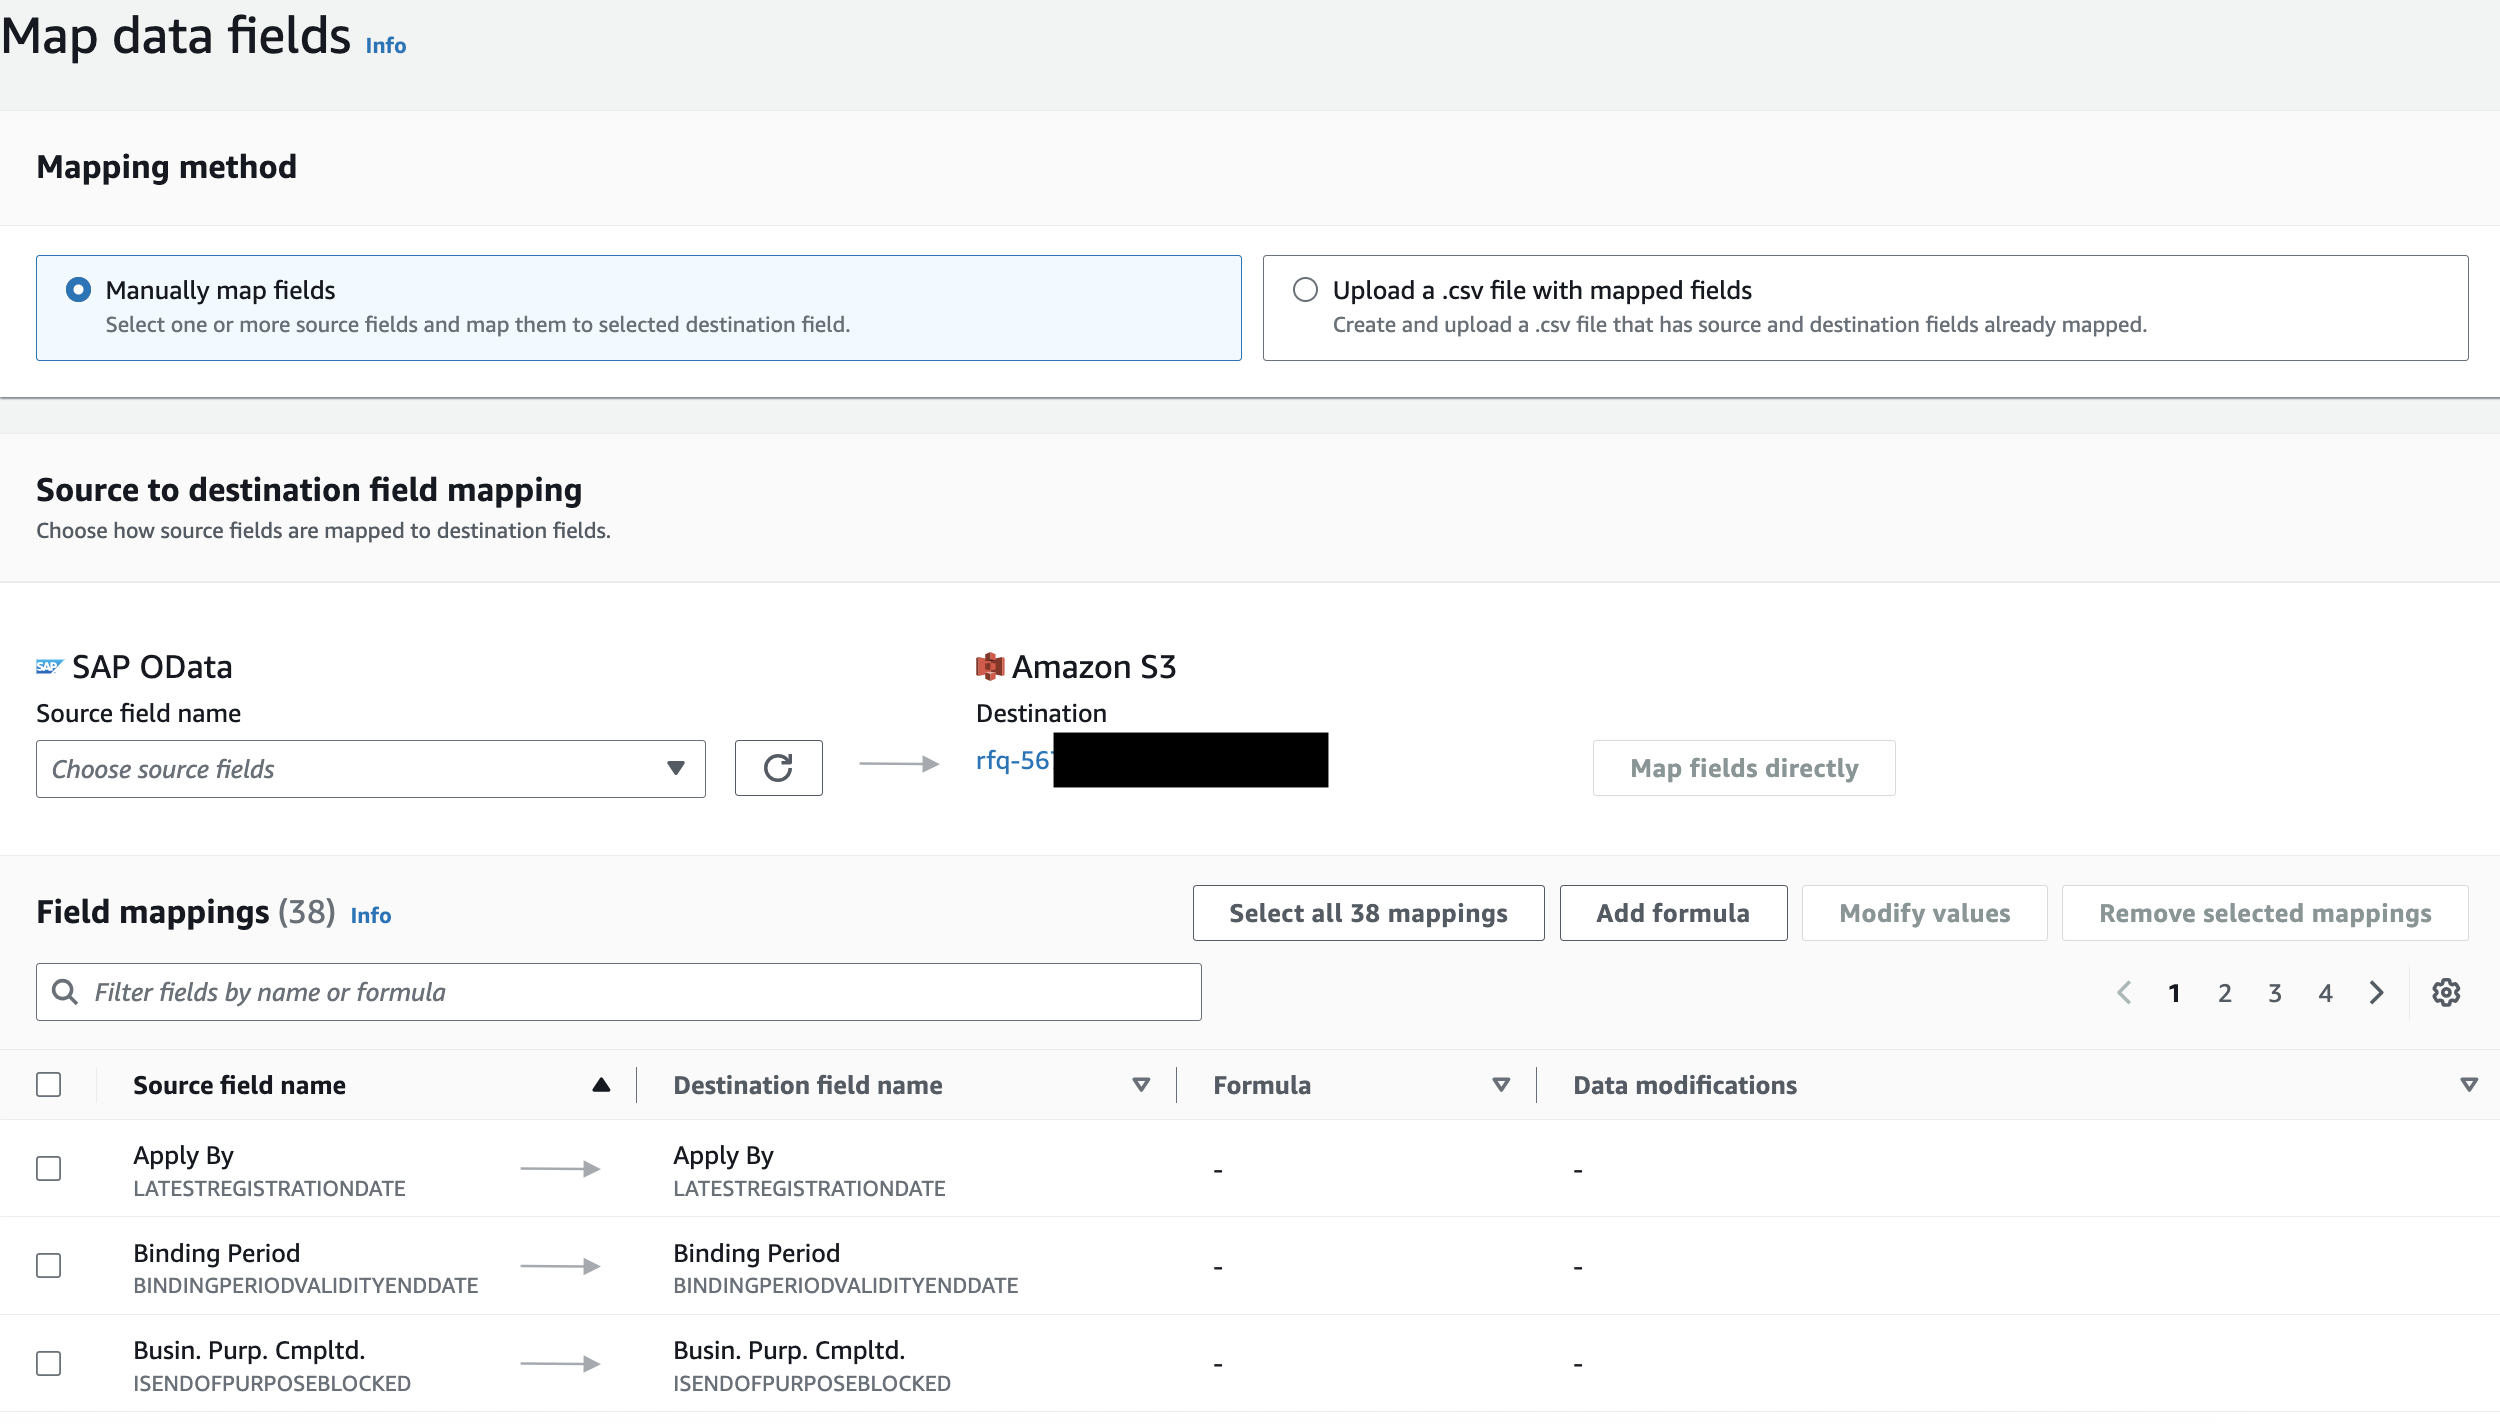 Map data fields Info
Mapping method
Manually map fields
Select one or more source fields and map them to selected destination field.
Upload a .csv file with mapped fields
Create and upload a .csv file that has source and destination fields already mapped.
Source to destination field mapping
Choose how source fields are mapped to destination fields.
SAP SAP OData
Source field name
Choose source fields
Amazon S3
Destination
rfq-56
Map fields directly
Field mappings (38) Info
Select all 38 mappings
Add formula
Modify values
Remove selected mappings
Filter fields by name or formula
1 2 3 4
Source field name Destination field name Formula Data modifications
Apply By Apply By - -
LATESTREGISTRATIONDATE LATESTREGISTRATIONDATE
Binding Period Binding Period - -
BINDINGPERIODVALIDITYENDDATE BINDINGPERIODVALIDITYENDDATE
Busin. Purp. Cmpltd. Busin. Purp. Cmpltd. - -
ISENDOFPURPOSEBLOCKED ISENDOFPURPOSEBLOCKED